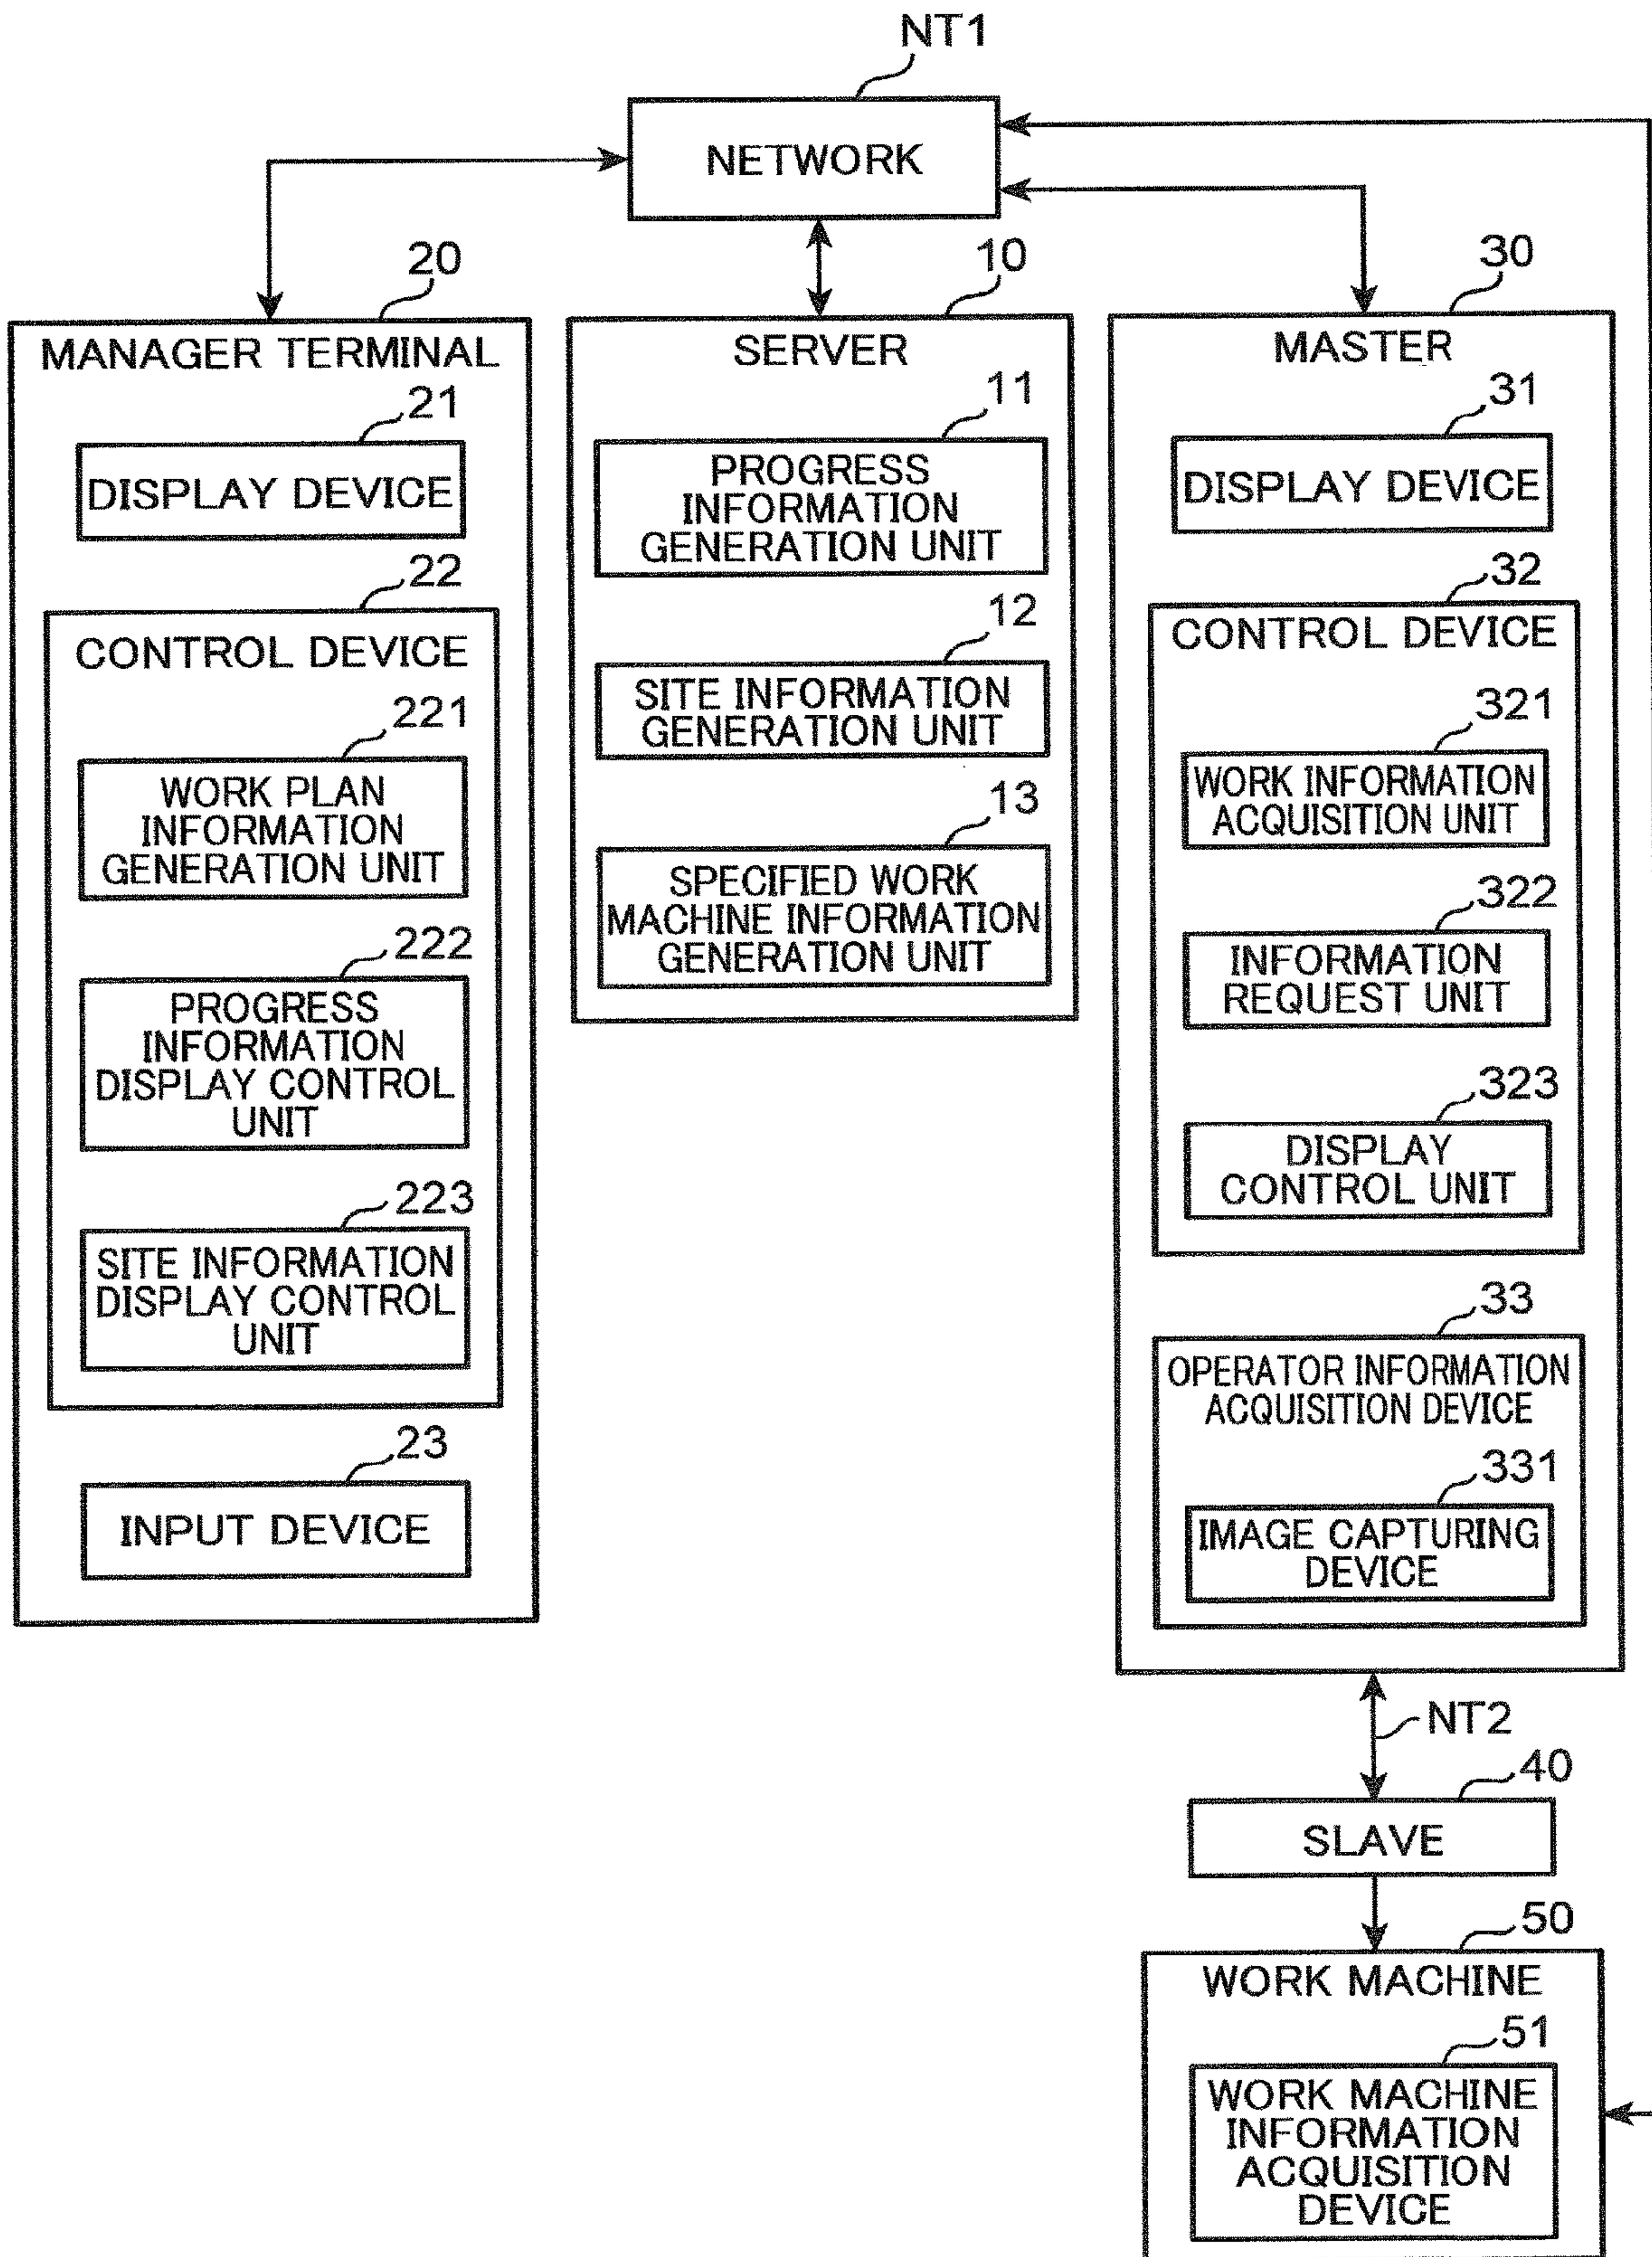 NT1
NETWORK
20
MANAGER TERMINAL
21
DISPLAY DEVICE
22
CONTROL DEVICE
221
WORK PLAN
INFORMATION
GENERATION UNIT
222
PROGRESS
INFORMATION
DISPLAY CONTROL
UNIT
223
SITE INFORMATION
DISPLAY CONTROL
UNIT
23
INPUT DEVICE
10
SERVER
11
PROGRESS
INFORMATION
GENERATION UNIT
12
SITE INFORMATION
GENERATION UNIT
13
SPECIFIED WORK
MACHINE INFORMATION
GENERATION UNIT
30
MASTER
31
DISPLAY DEVICE
32
CONTROL DEVICE
321
WORK INFORMATION
ACQUISITION UNIT
322
INFORMATION
REQUEST UNIT
323
DISPLAY
CONTROL UNIT
33
OPERATOR INFORMATION
ACQUISITION DEVICE
331
IMAGE CAPTURING
DEVICE
NT2
40
SLAVE
50
WORK MACHINE
51
WORK MACHINE
INFORMATION
ACQUISITION
DEVICE